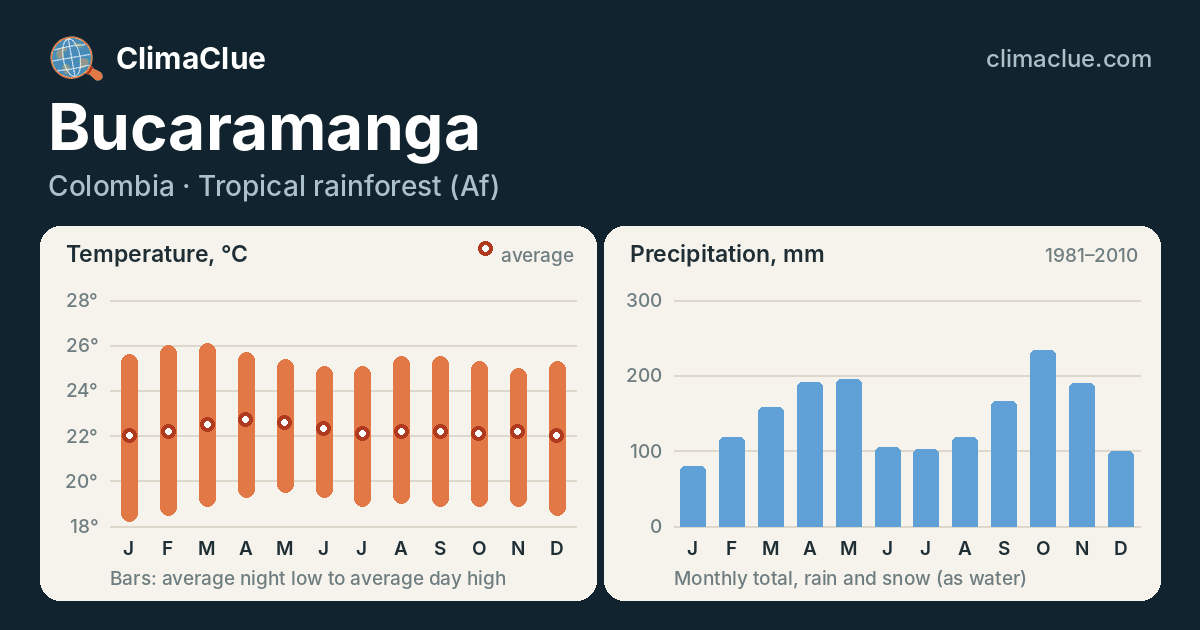 ClimaClue
climaclue.com
Bucaramanga
Colombia · Tropical rainforest (Af)
Temperature, °C
average
28°
26°
24°
22°
20°
18°
J F M A M J J A S O N D
Bars: average night low to average day high
Precipitation, mm
1981–2010
300
200
100
0
J F M A M J J A S O N D
Monthly total, rain and snow (as water)